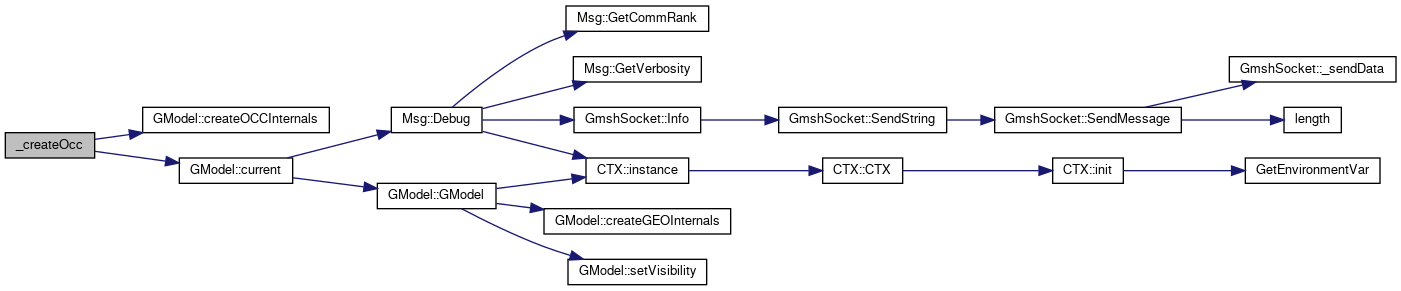 _createOcc
GModel::createOCCInternals
GModel::current
Msg::Debug
GModel::GModel
Msg::GetCommRank
Msg::GetVerbosity
GmshSocket::Info
CTX::instance
GModel::createGEOInternals
GModel::setVisibility
GmshSocket::SendString
CTX::CTX
GmshSocket::SendMessage
CTX::init
GmshSocket::_sendData
length
GetEnvironmentVar